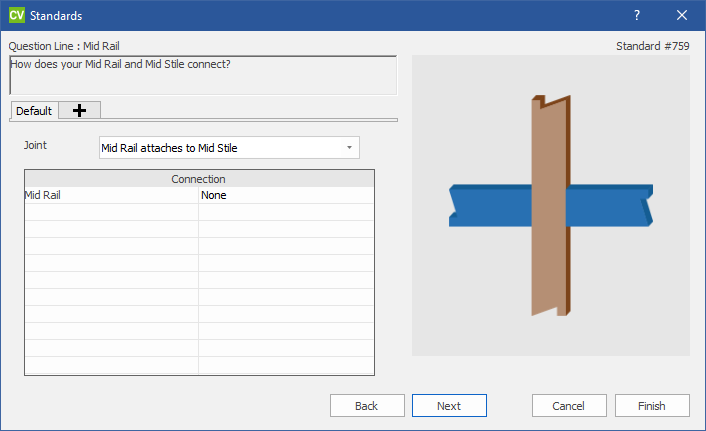 CV Standards
Question Line : Mid Rail
Standard #759
How does your Mid Rail and Mid Stile connect?
Default
Joint
Mid Rail attaches to Mid Stile
Connection
Mid Rail None
Back Next Cancel Finish